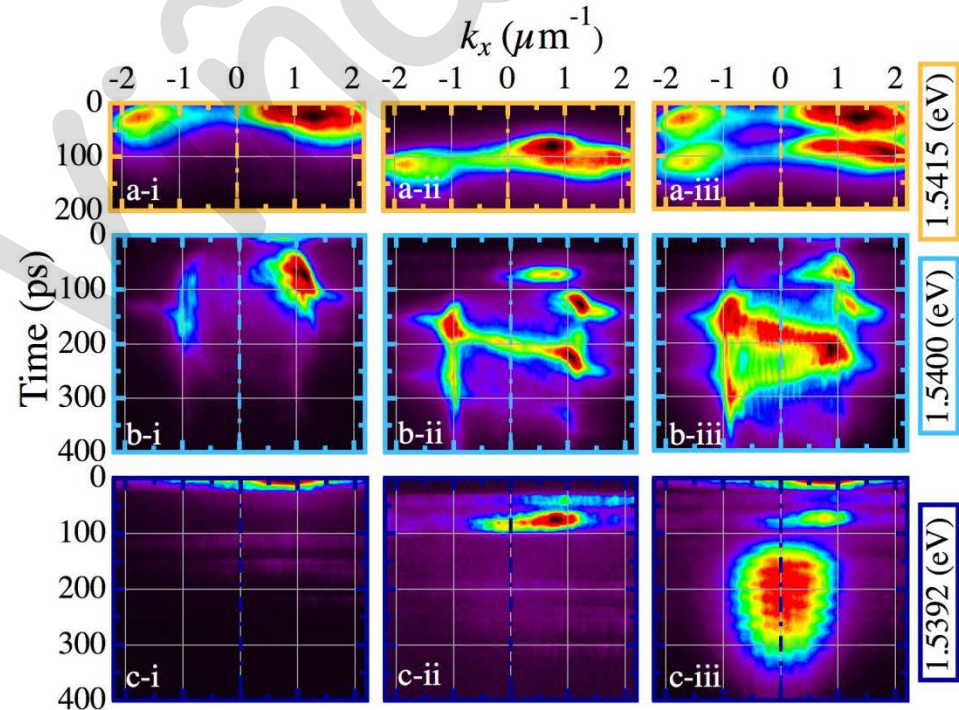 k_x (μm⁻¹)
-2 -1 0 1 2 -2 -1 0 1 2 -2 -1 0 1 2
0
100
200
a-i a-ii a-iii
1.5415 (eV)
0
100
200
300
400
b-i b-ii b-iii
1.5400 (eV)
Time (ps)
0
100
200
300
400
c-i c-ii c-iii
1.5392 (eV)